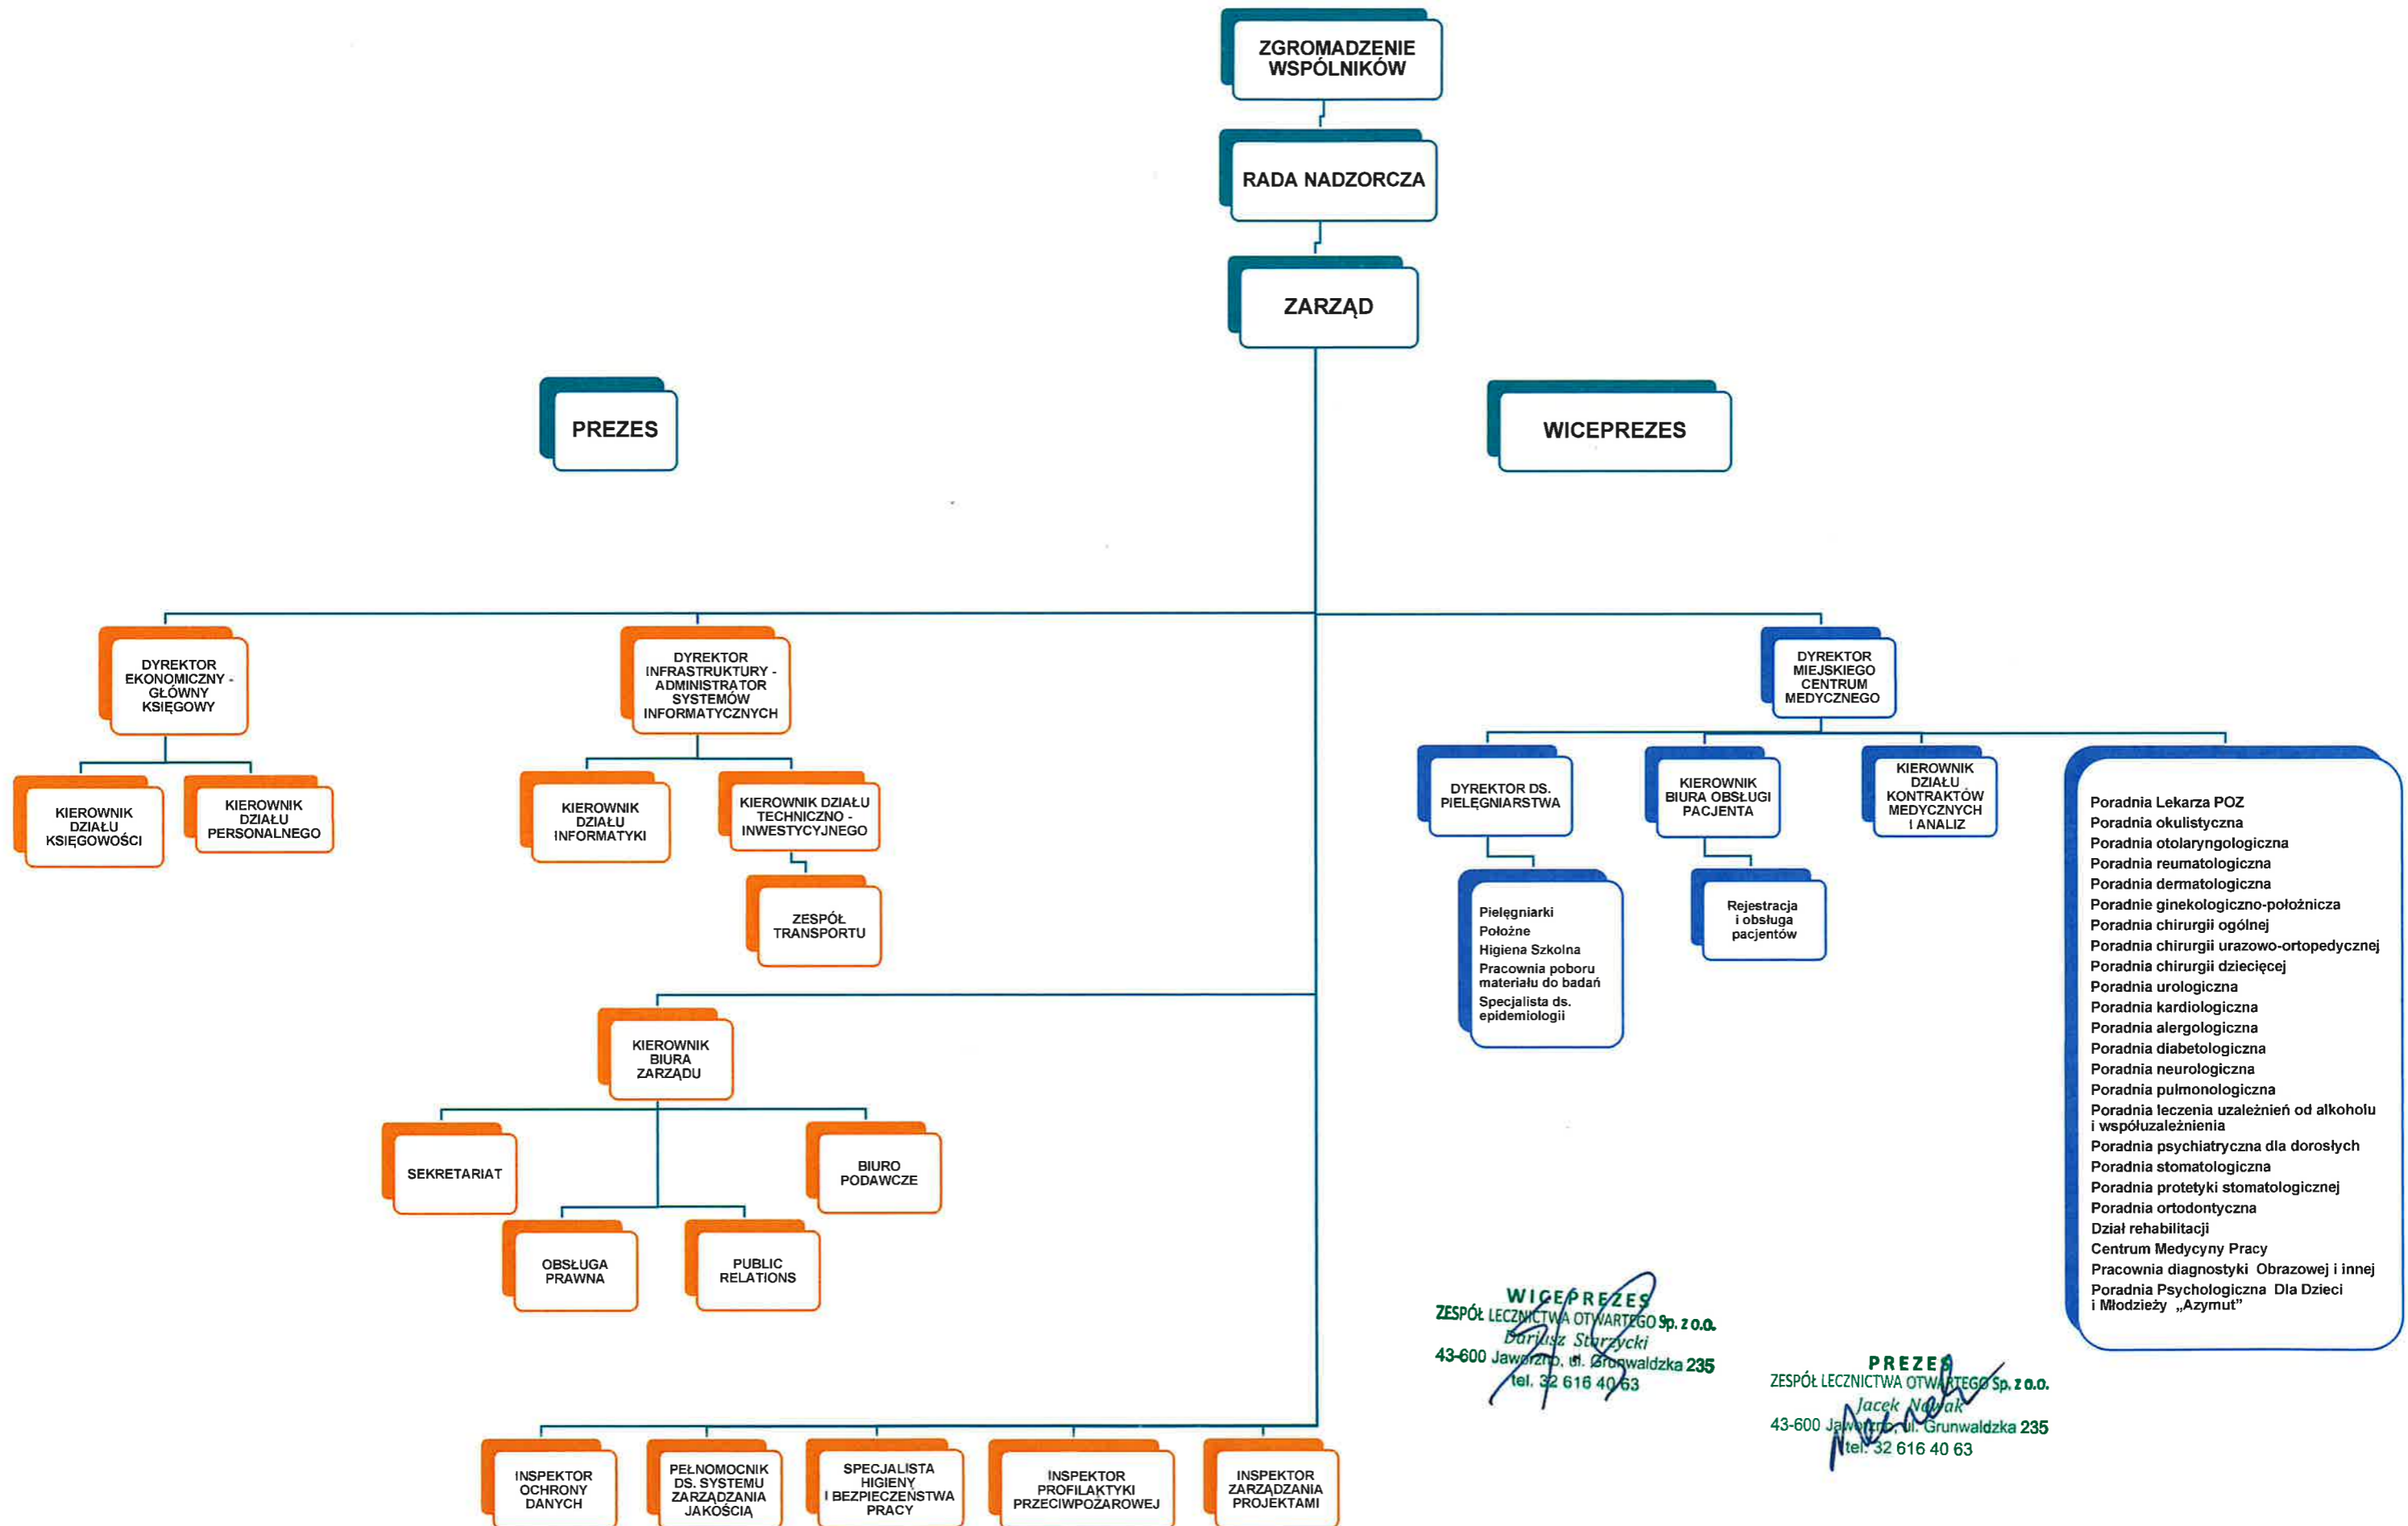 ZGROMADZENIE
WSPÓLNIKÓW
RADA NADZORCZA
ZARZĄD
PREZES
WICEPREZES
DYREKTOR
EKONOMICZNY -
GŁÓWNY
KSIĘGOWY
DYREKTOR
INFRASTRUKTURY -
ADMINISTRATOR
SYSTEMÓW
INFORMATYCZNYCH
DYREKTOR
MIEJSKIEGO
CENTRUM
MEDYCZNEGO
KIEROWNIK
DZIAŁU
KSIĘGOWOŚCI
KIEROWNIK
DZIAŁU
PERSONALNEGO
KIEROWNIK
DZIAŁU
INFORMATYKI
KIEROWNIK DZIAŁU
TECHNICZNO -
INWESTYCYJNEGO
ZESPÓŁ
TRANSPORTU
DYREKTOR DS.
PIELĘGNIARSTWA
KIEROWNIK
BIURA OBSŁUGI
PACJENTA
KIEROWNIK
DZIAŁU
KONTRAKTÓW
MEDYCZNYCH
I ANALIZ
Pielęgniarki
Położne
Higiena Szkolna
Pracownia poboru
materiału do badań
Specjalista ds.
epidemiologii
Rejestracja
i obsługa
pacjentów
Poradnia Lekarza POZ
Poradnia okulistyczna
Poradnia otolaryngologiczna
Poradnia reumatologiczna
Poradnia dermatologiczna
Poradnie ginekologiczno-położnicza
Poradnia chirurgii ogólnej
Poradnia chirurgii urazowo-ortopedycznej
Poradnia chirurgii dziecięcej
Poradnia urologiczna
Poradnia kardiologiczna
Poradnia alergologiczna
Poradnia diabetologiczna
Poradnia neurologiczna
Poradnia pulmonologiczna
Poradnia leczenia uzależnień od alkoholu
i współuzależnienia
Poradnia psychiatryczna dla dorosłych
Poradnia stomatologiczna
Poradnia protetyki stomatologicznej
Poradnia ortodontyczna
Dział rehabilitacji
Centrum Medycyny Pracy
Pracownia diagnostyki Obrazowej i innej
Poradnia Psychologiczna Dla Dzieci
i Młodzieży „Azymut”
KIEROWNIK
BIURA
ZARZĄDU
SEKRETARIAT
BIURO
PODAWCZE
OBSŁUGA
PRAWNA
PUBLIC
RELATIONS
INSPEKTOR
OCHRONY
DANYCH
PEŁNOMOCNIK
DS. SYSTEMU
ZARZĄDZANIA
JAKOŚCIĄ
SPECJALISTA
HIGIENY
I BEZPIECZEŃSTWA
PRACY
INSPEKTOR
PROFILAKTYKI
PRZECIWPOŻAROWEJ
INSPEKTOR
ZARZĄDZANIA
PROJEKTAMI
WICEPREZES
ZESPÓŁ LECZNICTWA OTWARTEGO Sp. z o.o.
Dariusz Starzycki
43-600 Jaworzno, ul. Grunwaldzka 235
tel. 32 616 40 63
PREZES
ZESPÓŁ LECZNICTWA OTWARTEGO Sp. z o.o.
Jacek Nowak
43-600 Jaworzno, ul. Grunwaldzka 235
tel. 32 616 40 63